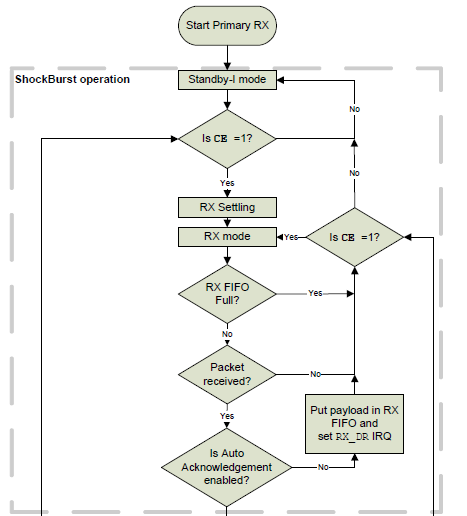 Start Primary RX
ShockBurst operation
Standby-I mode
No
Is CE =1?
No
Yes
RX Settling
RX mode
Yes
Is CE =1?
RX FIFO
Full?
Yes
No
Packet
received?
No
Put payload in RX
FIFO and
set RX_DR IRQ
Yes
Is Auto
Acknowledgement
enabled?
No